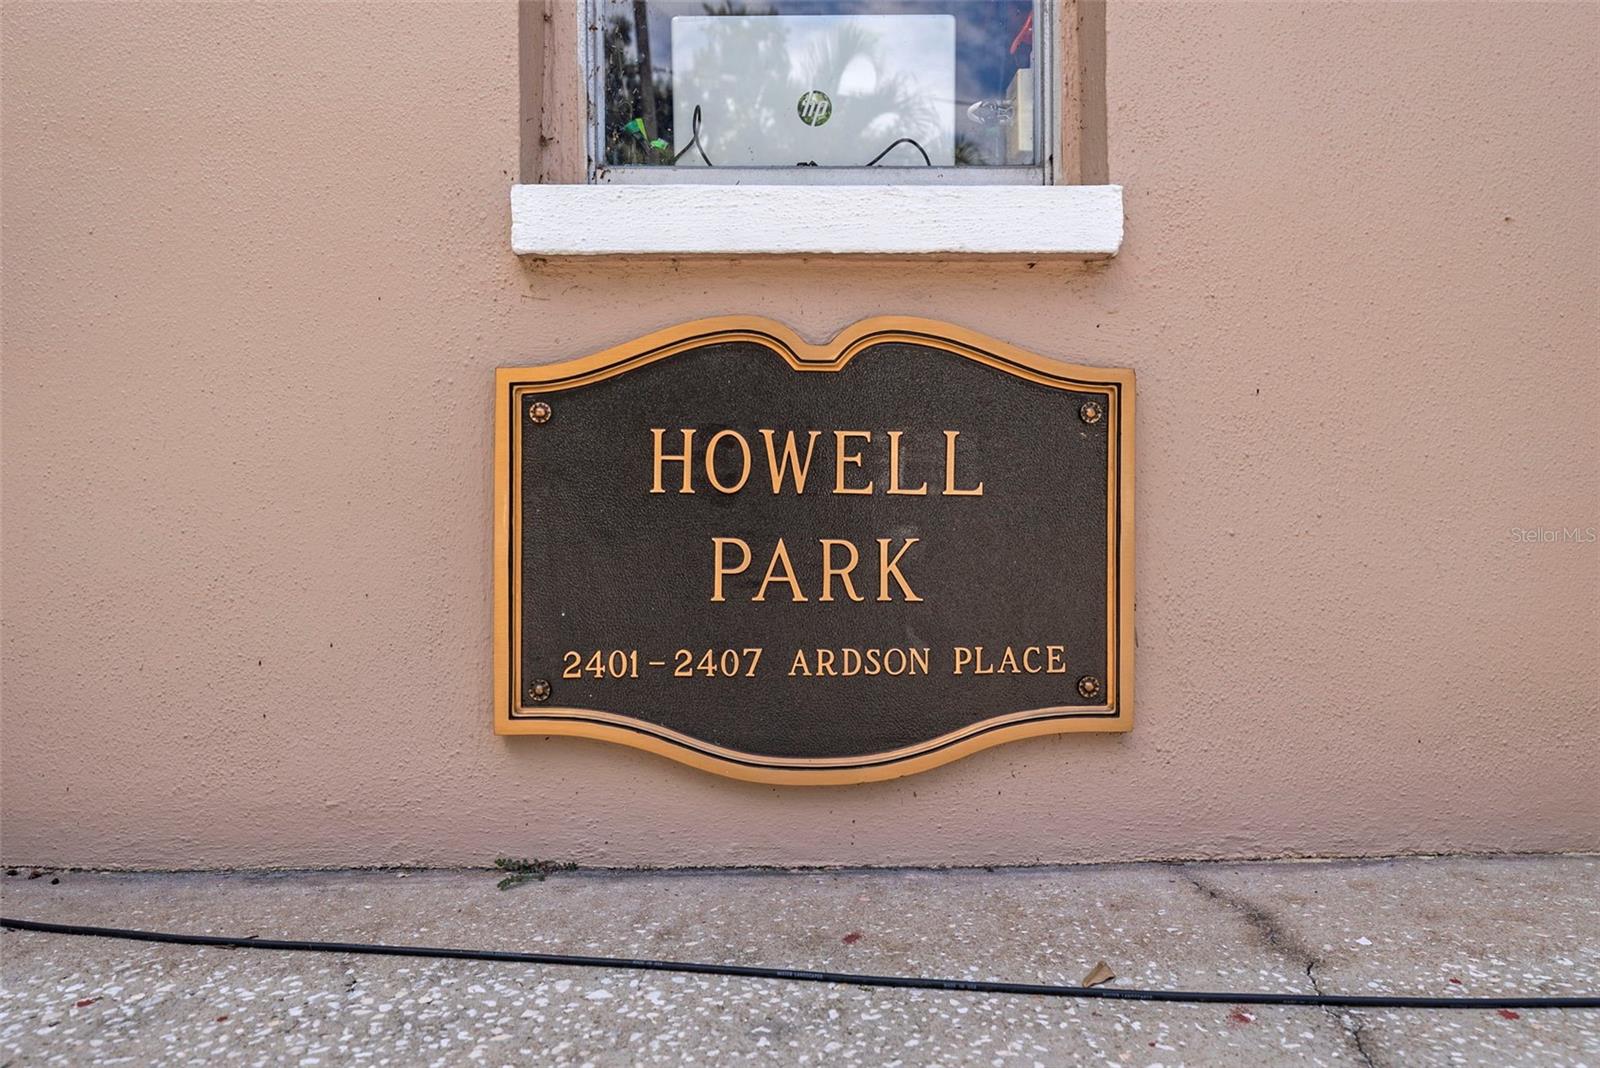 hp
HOWELL
PARK
2401-2407 ARDSON PLACE
Stellar MLS